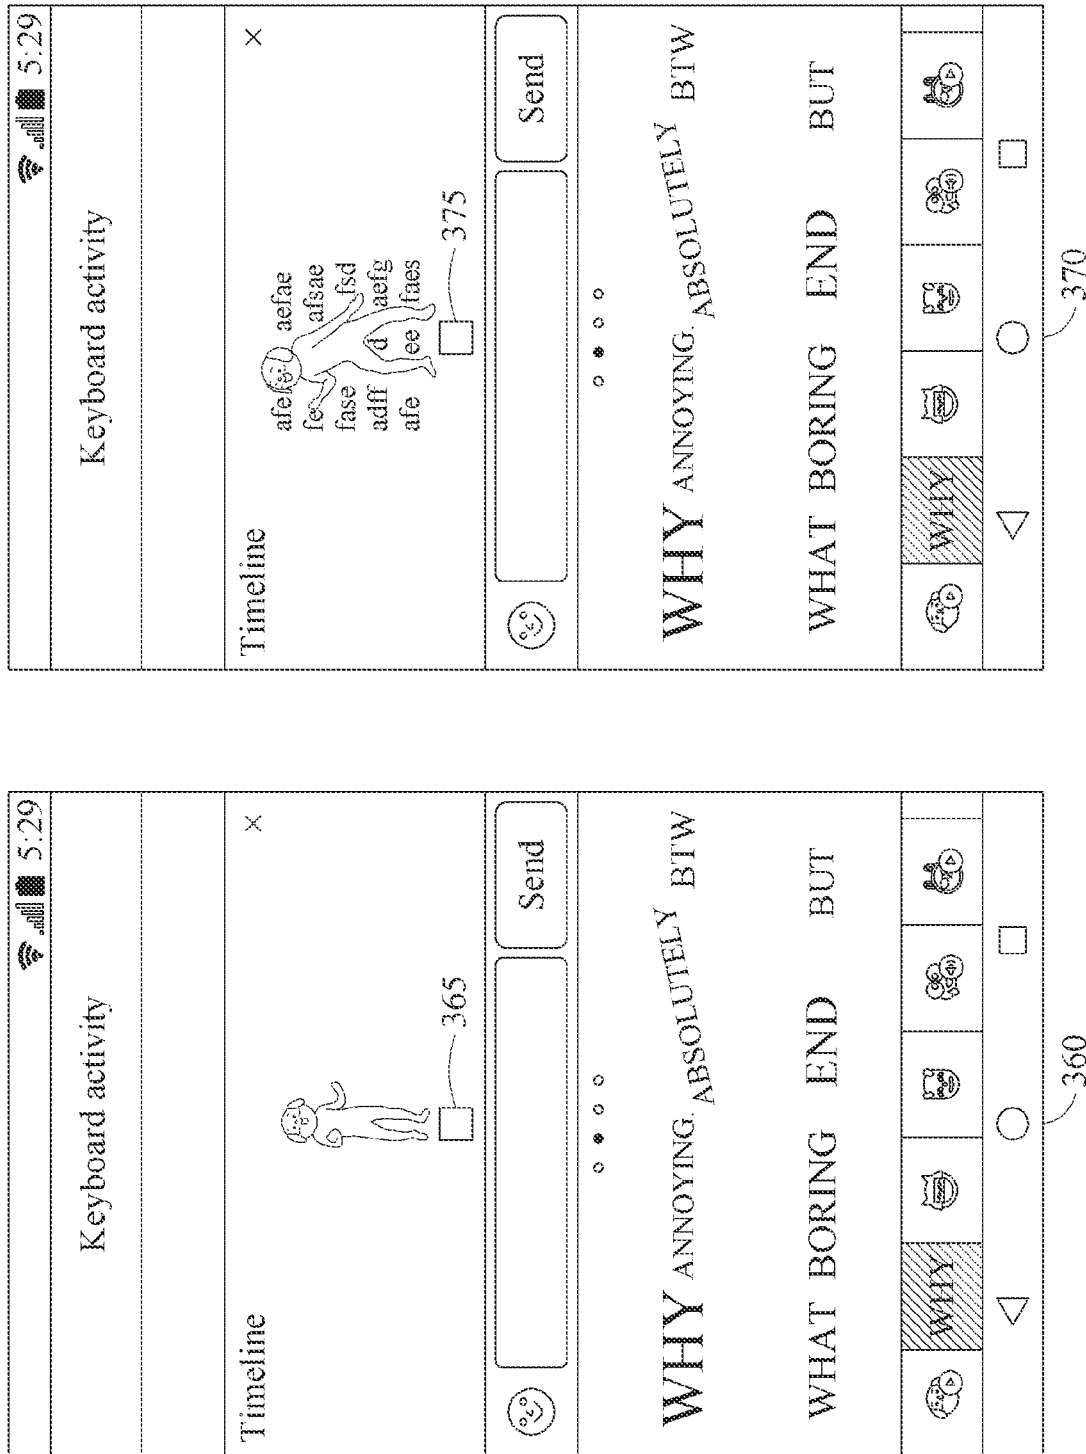 5:29
Keyboard activity
Timeline ×
365
Send
WHY ANNOYING. ABSOLUTELY BTW
WHAT BORING END BUT
WHY
360
5:29
Keyboard activity
Timeline ×
afe aefae
fe afsae
fase fsd
adff d aefg
afe ee faes
375
Send
WHY ANNOYING. ABSOLUTELY BTW
WHAT BORING END BUT
WHY
370